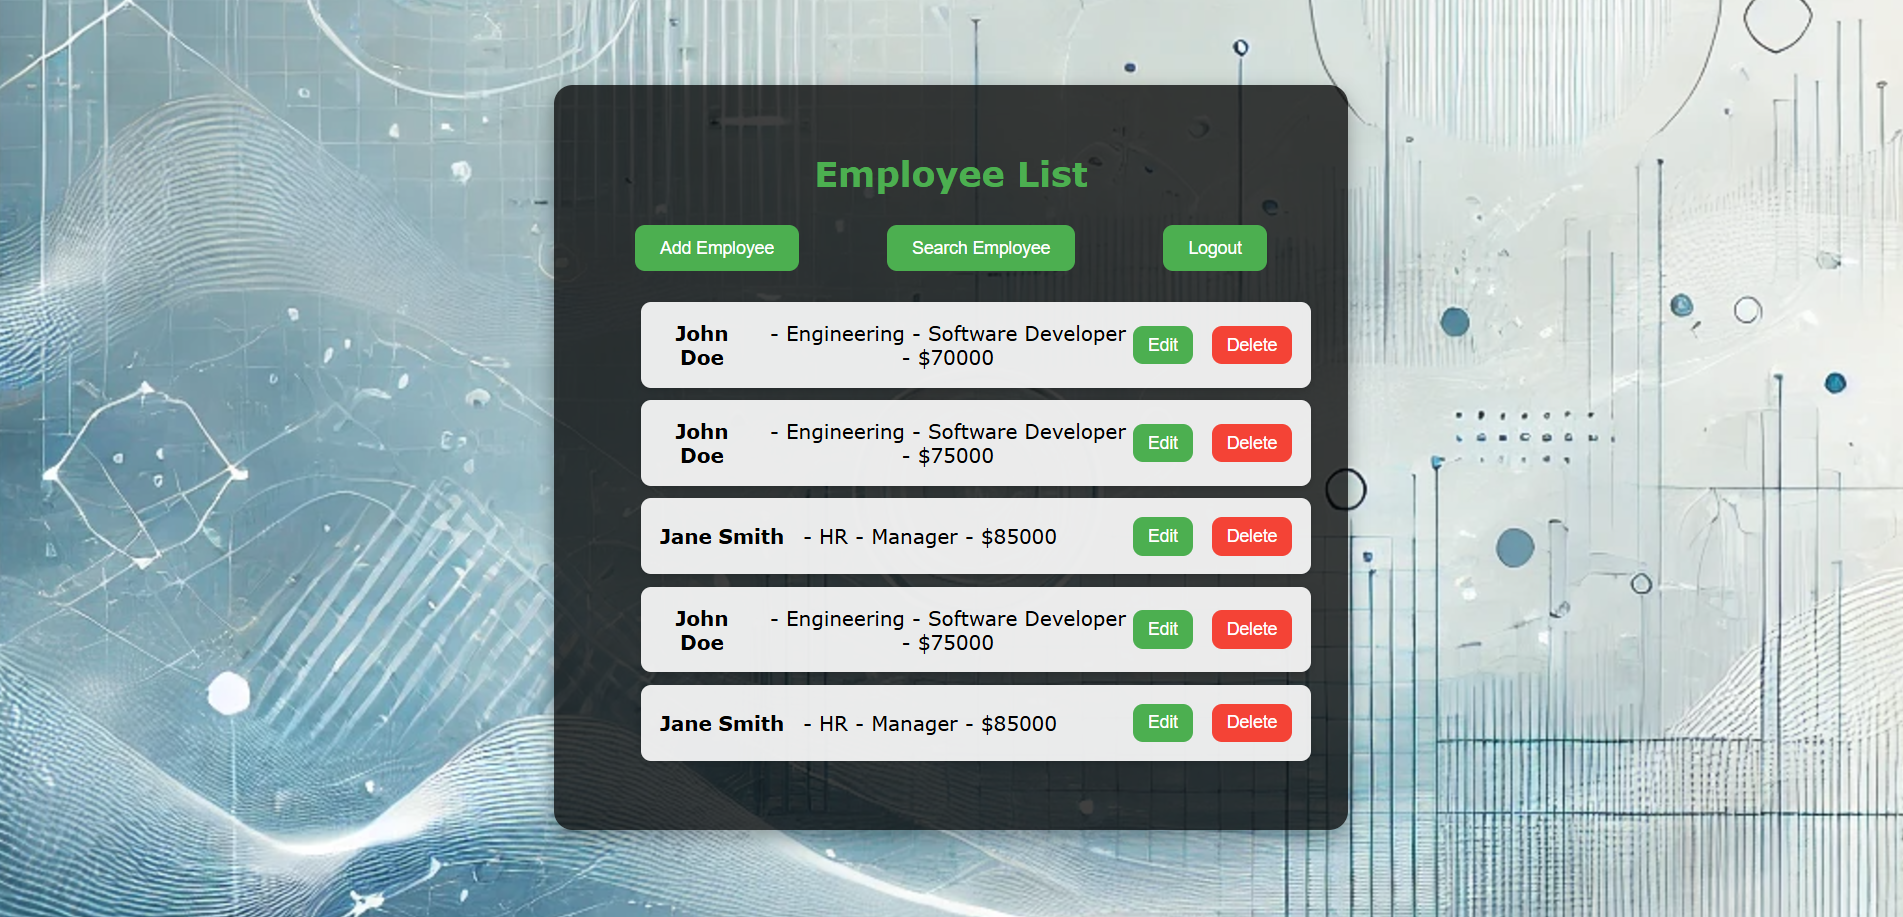 Employee List
Add Employee Search Employee Logout
John - Engineering - Software Developer Edit Delete
Doe - $70000
John - Engineering - Software Developer Edit Delete
Doe - $75000
Jane Smith - HR - Manager - $85000 Edit Delete
John - Engineering - Software Developer Edit Delete
Doe - $75000
Jane Smith - HR - Manager - $85000 Edit Delete